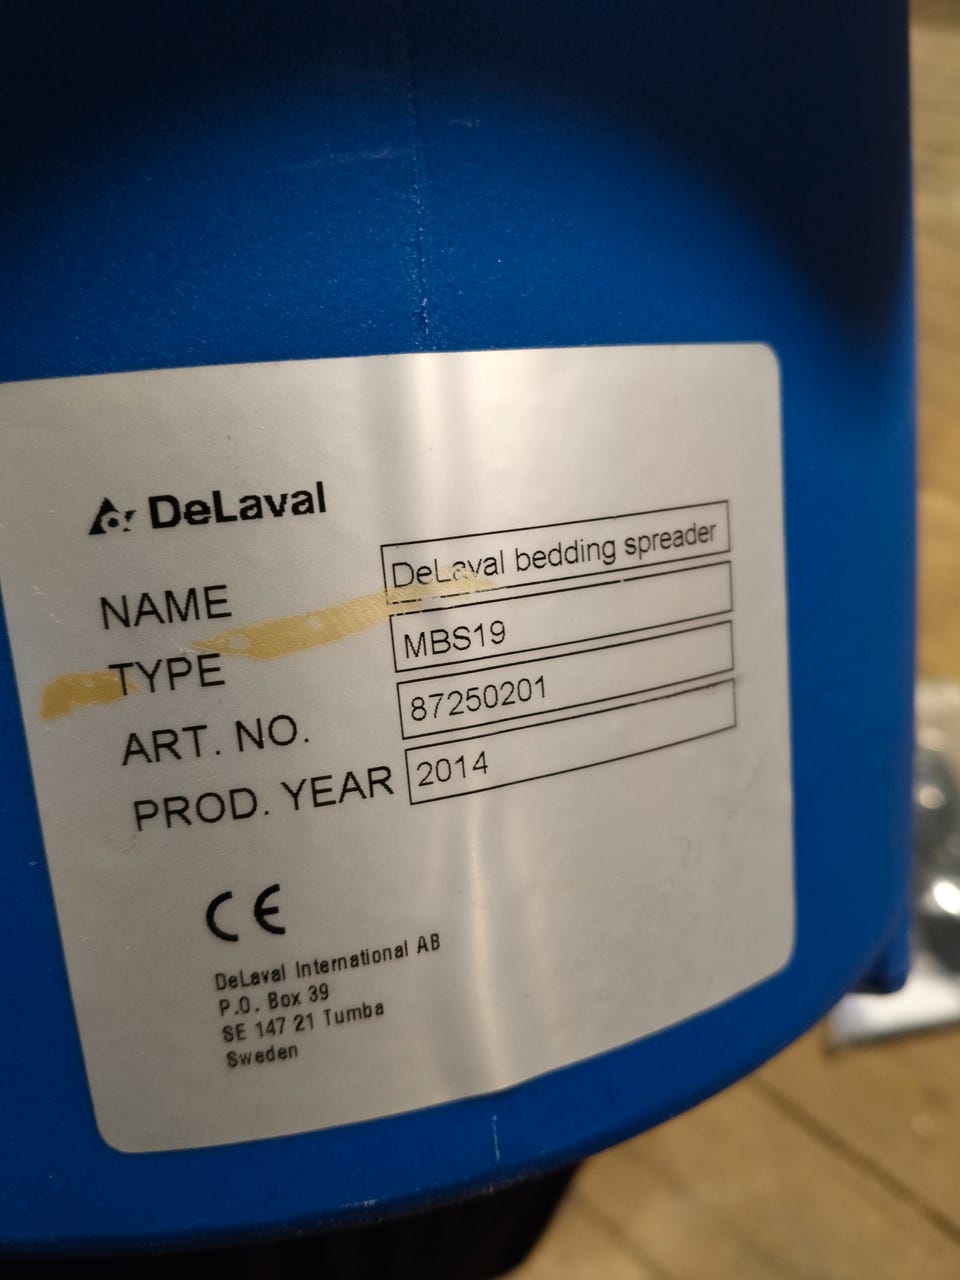 DeLaval
NAME DeLaval bedding spreader
TYPE MBS19
ART. NO. 87250201
PROD. YEAR 2014
CE
DeLaval International AB
P.O. Box 39
SE 147 21 Tumba
Sweden